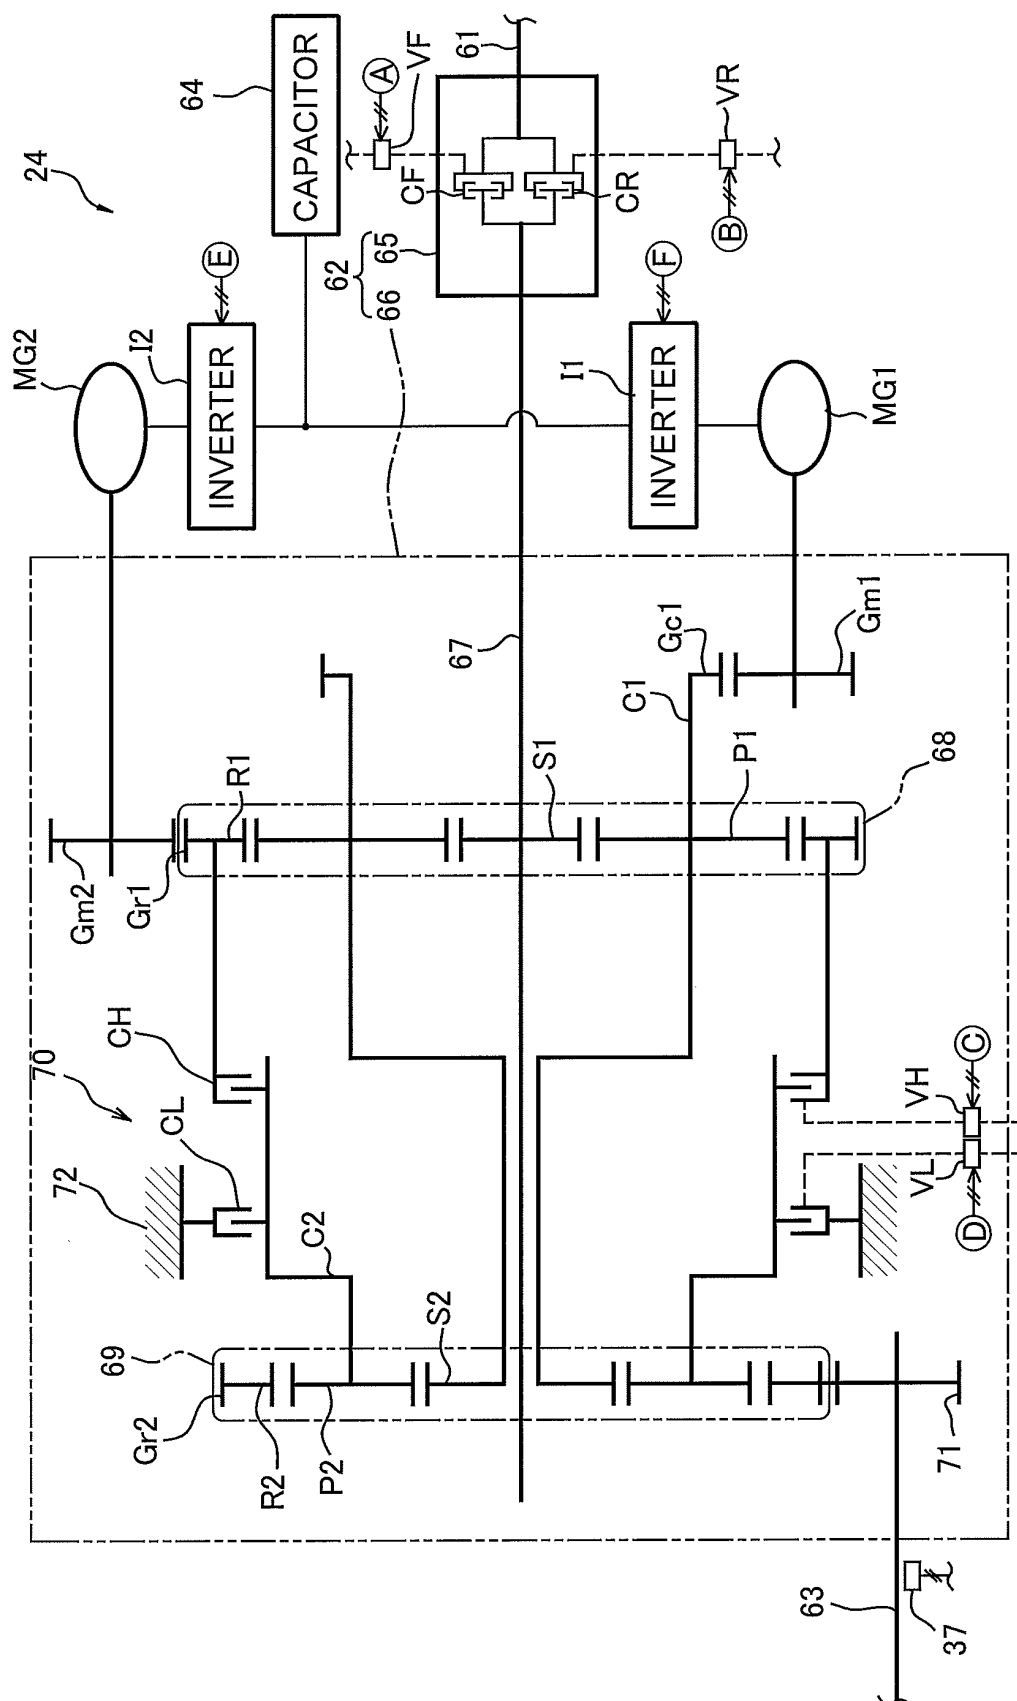 70
MG2
24
72
Gm2
69
CH
Gr2
Gr1
I2
CL
64
INVERTER
E
R1
R2
CAPACITOR
C2
P2
62
66 65
A
CF
VF
S2
67
61
S1
I1
C1
CR
Gc1
INVERTER
F
B
VR
P1
63
Gm1
MG1
VL
VH
68
37
71
D
C